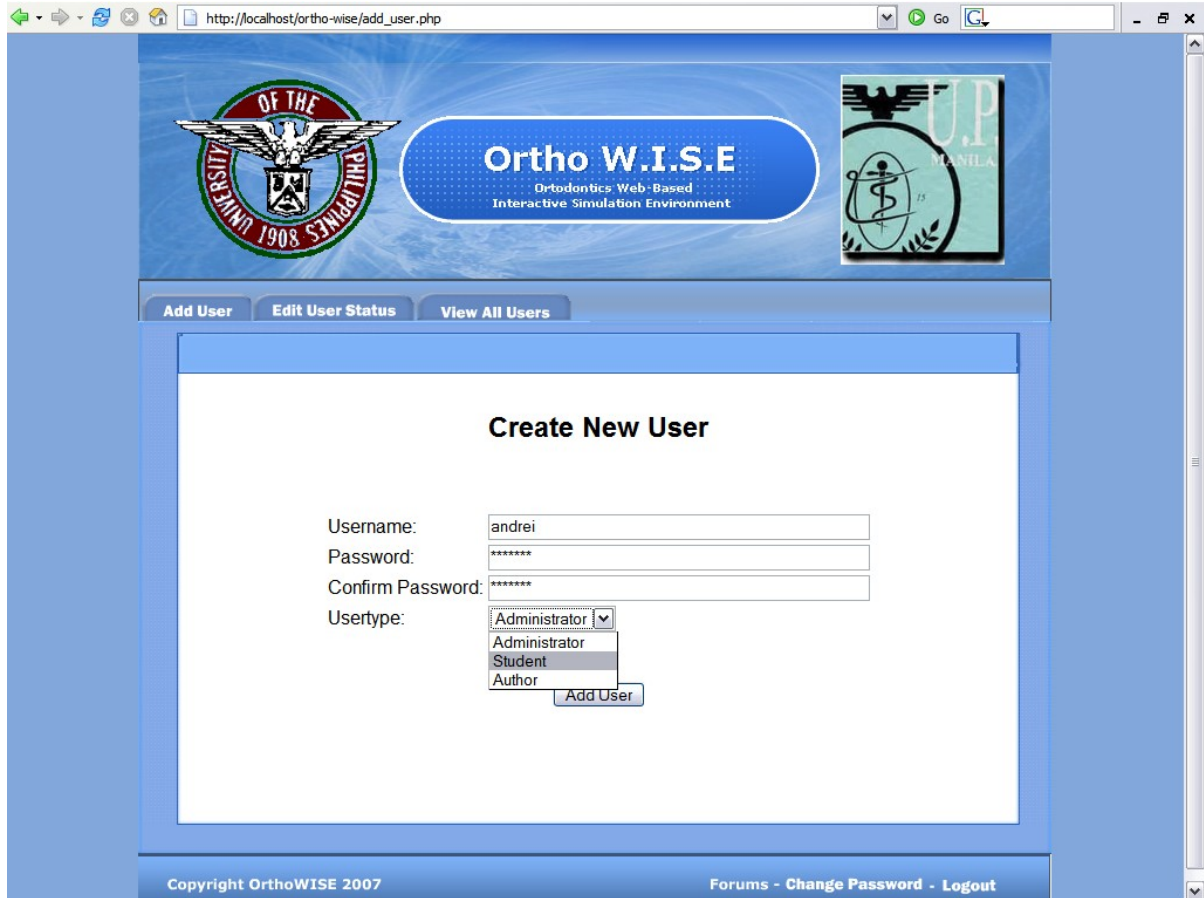 http://localhost/ortho-wise/add_user.php
Go
G
UNIVERSITY OF THE PHILIPPINES
1908
Ortho W.I.S.E
Ortodontics Web-Based
Interactive Simulation Environment
U.P.
MANILA
15
Add User
Edit User Status
View All Users
Create New User
Username: andrei
Password: *******
Confirm Password: *******
Usertype: Administrator
Administrator
Student
Author
Add User
Copyright OrthoWISE 2007
Forums - Change Password - Logout